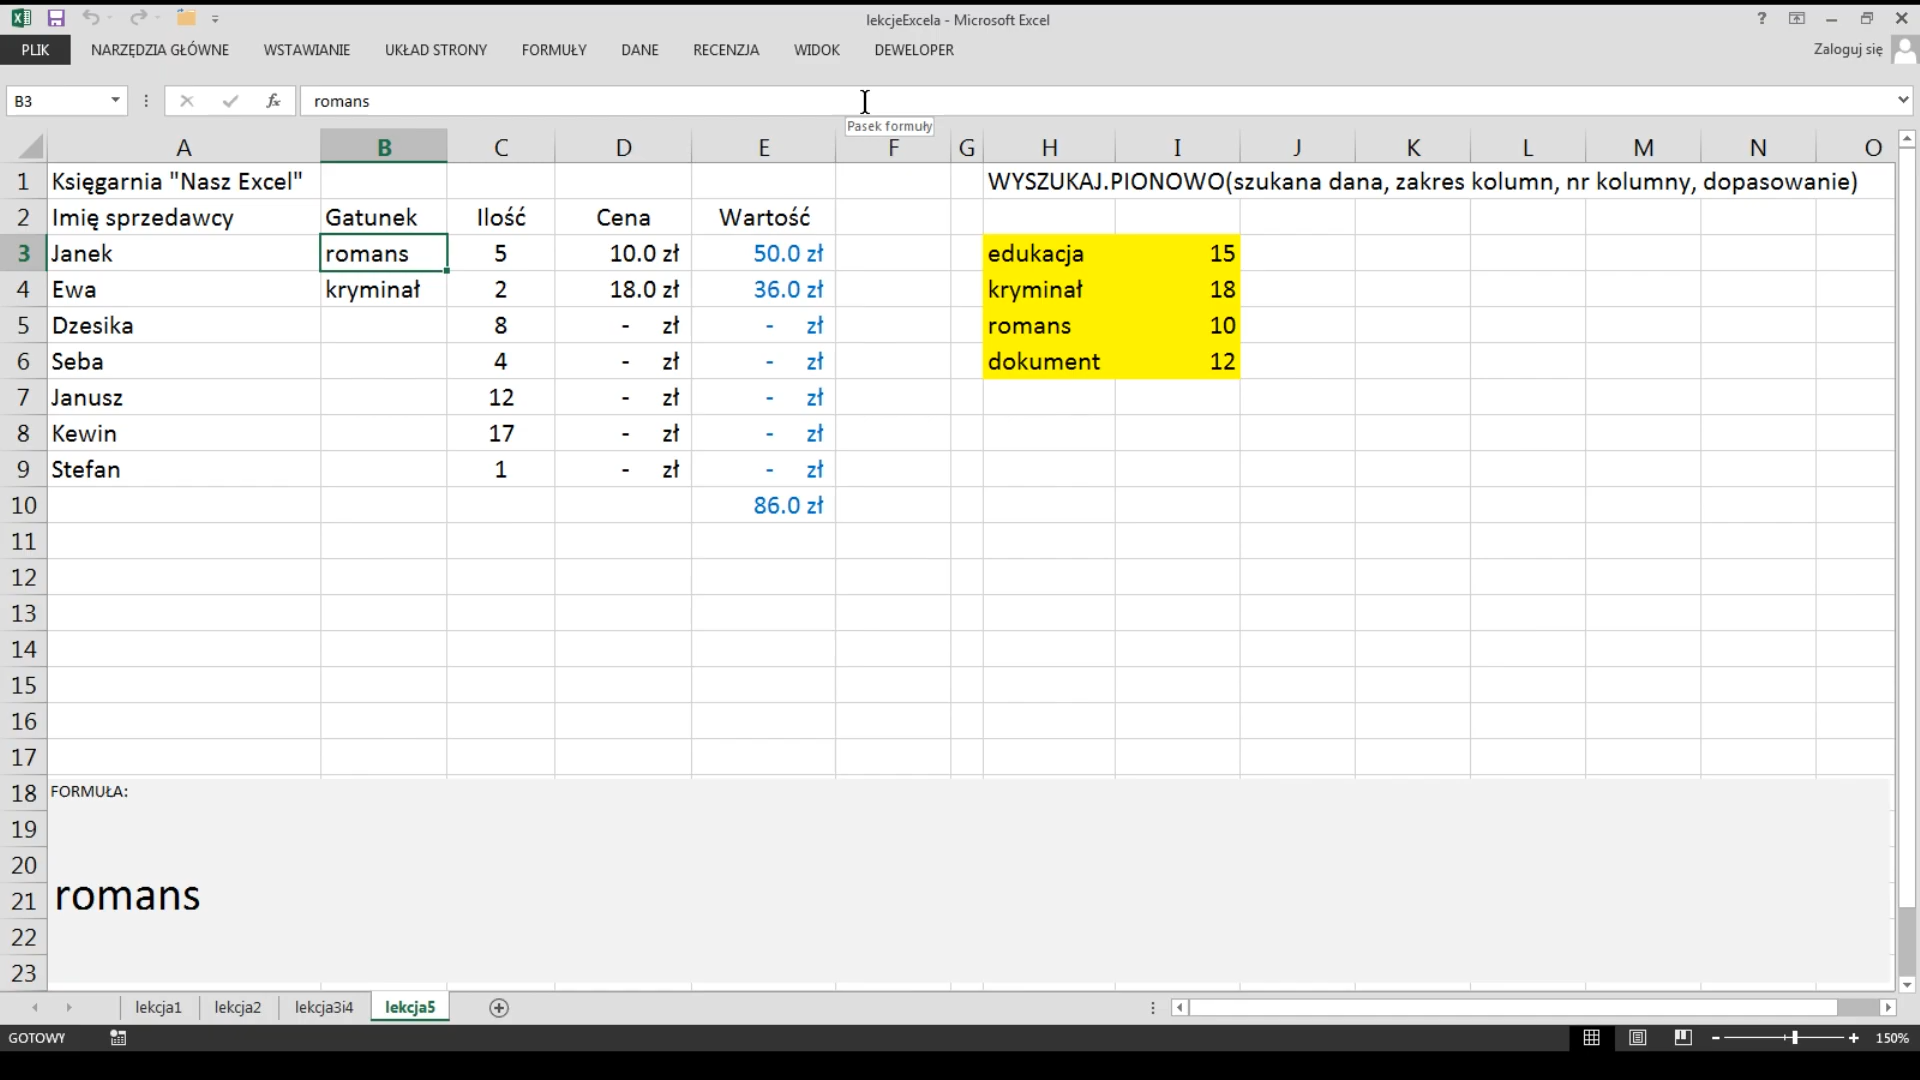 lekcjeExcela - Microsoft Excel
?
PLIK NARZĘDZIA GŁÓWNE WSTAWIANIE UKŁAD STRONY FORMUŁY DANE RECENZJA WIDOK DEWELOPER Zaloguj się
B3 fx romans
Pasek formuły
A B C D E F G H I J K L M N O
1 Księgarnia "Nasz Excel" WYSZUKAJ.PIONOWO(szukana dana, zakres kolumn, nr kolumny, dopasowanie)
2 Imię sprzedawcy Gatunek Ilość Cena Wartość
3 Janek romans 5 10.0 zł 50.0 zł edukacja 15
4 Ewa kryminał 2 18.0 zł 36.0 zł kryminał 18
5 Dzesika 8 - zł - zł romans 10
6 Seba 4 - zł - zł dokument 12
7 Janusz 12 - zł - zł
8 Kewin 17 - zł - zł
9 Stefan 1 - zł - zł
10 86.0 zł
11
12
13
14
15
16
17
18 FORMUŁA:
19
20
21 romans
22
23
lekcja1 lekcja2 lekcja3i4 lekcja5
GOTOWY 150%